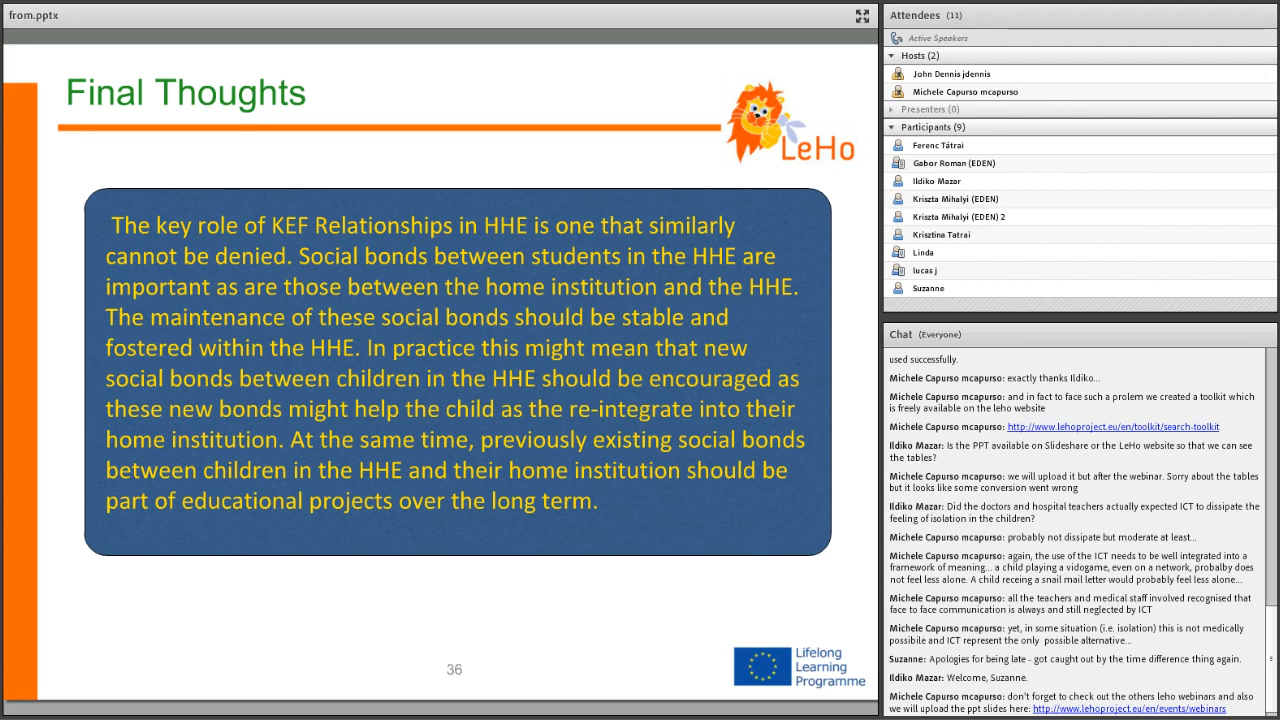 from.pptx
Final Thoughts
LeHo
The key role of KEF Relationships in HHE is one that similarly
cannot be denied. Social bonds between students in the HHE are
important as are those between the home institution and the HHE.
The maintenance of these social bonds should be stable and
fostered within the HHE. In practice this might mean that new
social bonds between children in the HHE should be encouraged as
these new bonds might help the child as the re-integrate into their
home institution. At the same time, previously existing social bonds
between children in the HHE and their home institution should be
part of educational projects over the long term.
36
Lifelong
Learning
Programme
Attendees (11)
Active Speakers
Hosts (2)
John Dennis jdennis
Michele Capurso mcapurso
Presenters (0)
Participants (9)
Ferenc Tátrai
Gabor Roman (EDEN)
Ildiko Mazar
Kriszta Mihalyi (EDEN)
Kriszta Mihalyi (EDEN) 2
Krisztina Tatrai
Linda
lucas j
Suzanne
Chat (Everyone)
used successfully.
Michele Capurso mcapurso: exactly thanks Ildiko...
Michele Capurso mcapurso: and in fact to face such a prolem we created a toolkit which
is freely available on the leho website
Michele Capurso mcapurso: http://www.lehoproject.eu/en/toolkit/search-toolkit
Ildiko Mazar: Is the PPT available on Slideshare or the LeHo website so that we can see
the tables?
Michele Capurso mcapurso: we will upload it but after the webinar. Sorry about the tables
but it looks like some conversion went wrong
Ildiko Mazar: Did the doctors and hospital teachers actually expected ICT to dissipate the
feeling of isolation in the children?
Michele Capurso mcapurso: probably not dissipate but moderate at least...
Michele Capurso mcapurso: again, the use of the ICT needs to be well integrated into a
framework of meaning... a child playing a vidogame, even on a network, probalby does
not feel less alone. A child receing a snail mail letter would probably feel less alone...
Michele Capurso mcapurso: all the teachers and medical staff involved recognised that
face to face communication is always and still neglected by ICT
Michele Capurso mcapurso: yet, in some situation (i.e. isolation) this is not medically
possibile and ICT represent the only possible alternative...
Suzanne: Apologies for being late - got caught out by the time difference thing again.
Ildiko Mazar: Welcome, Suzanne.
Michele Capurso mcapurso: don't forget to check out the others leho webinars and also
we will upload the ppt slides here: http://www.lehoproject.eu/en/events/webinars